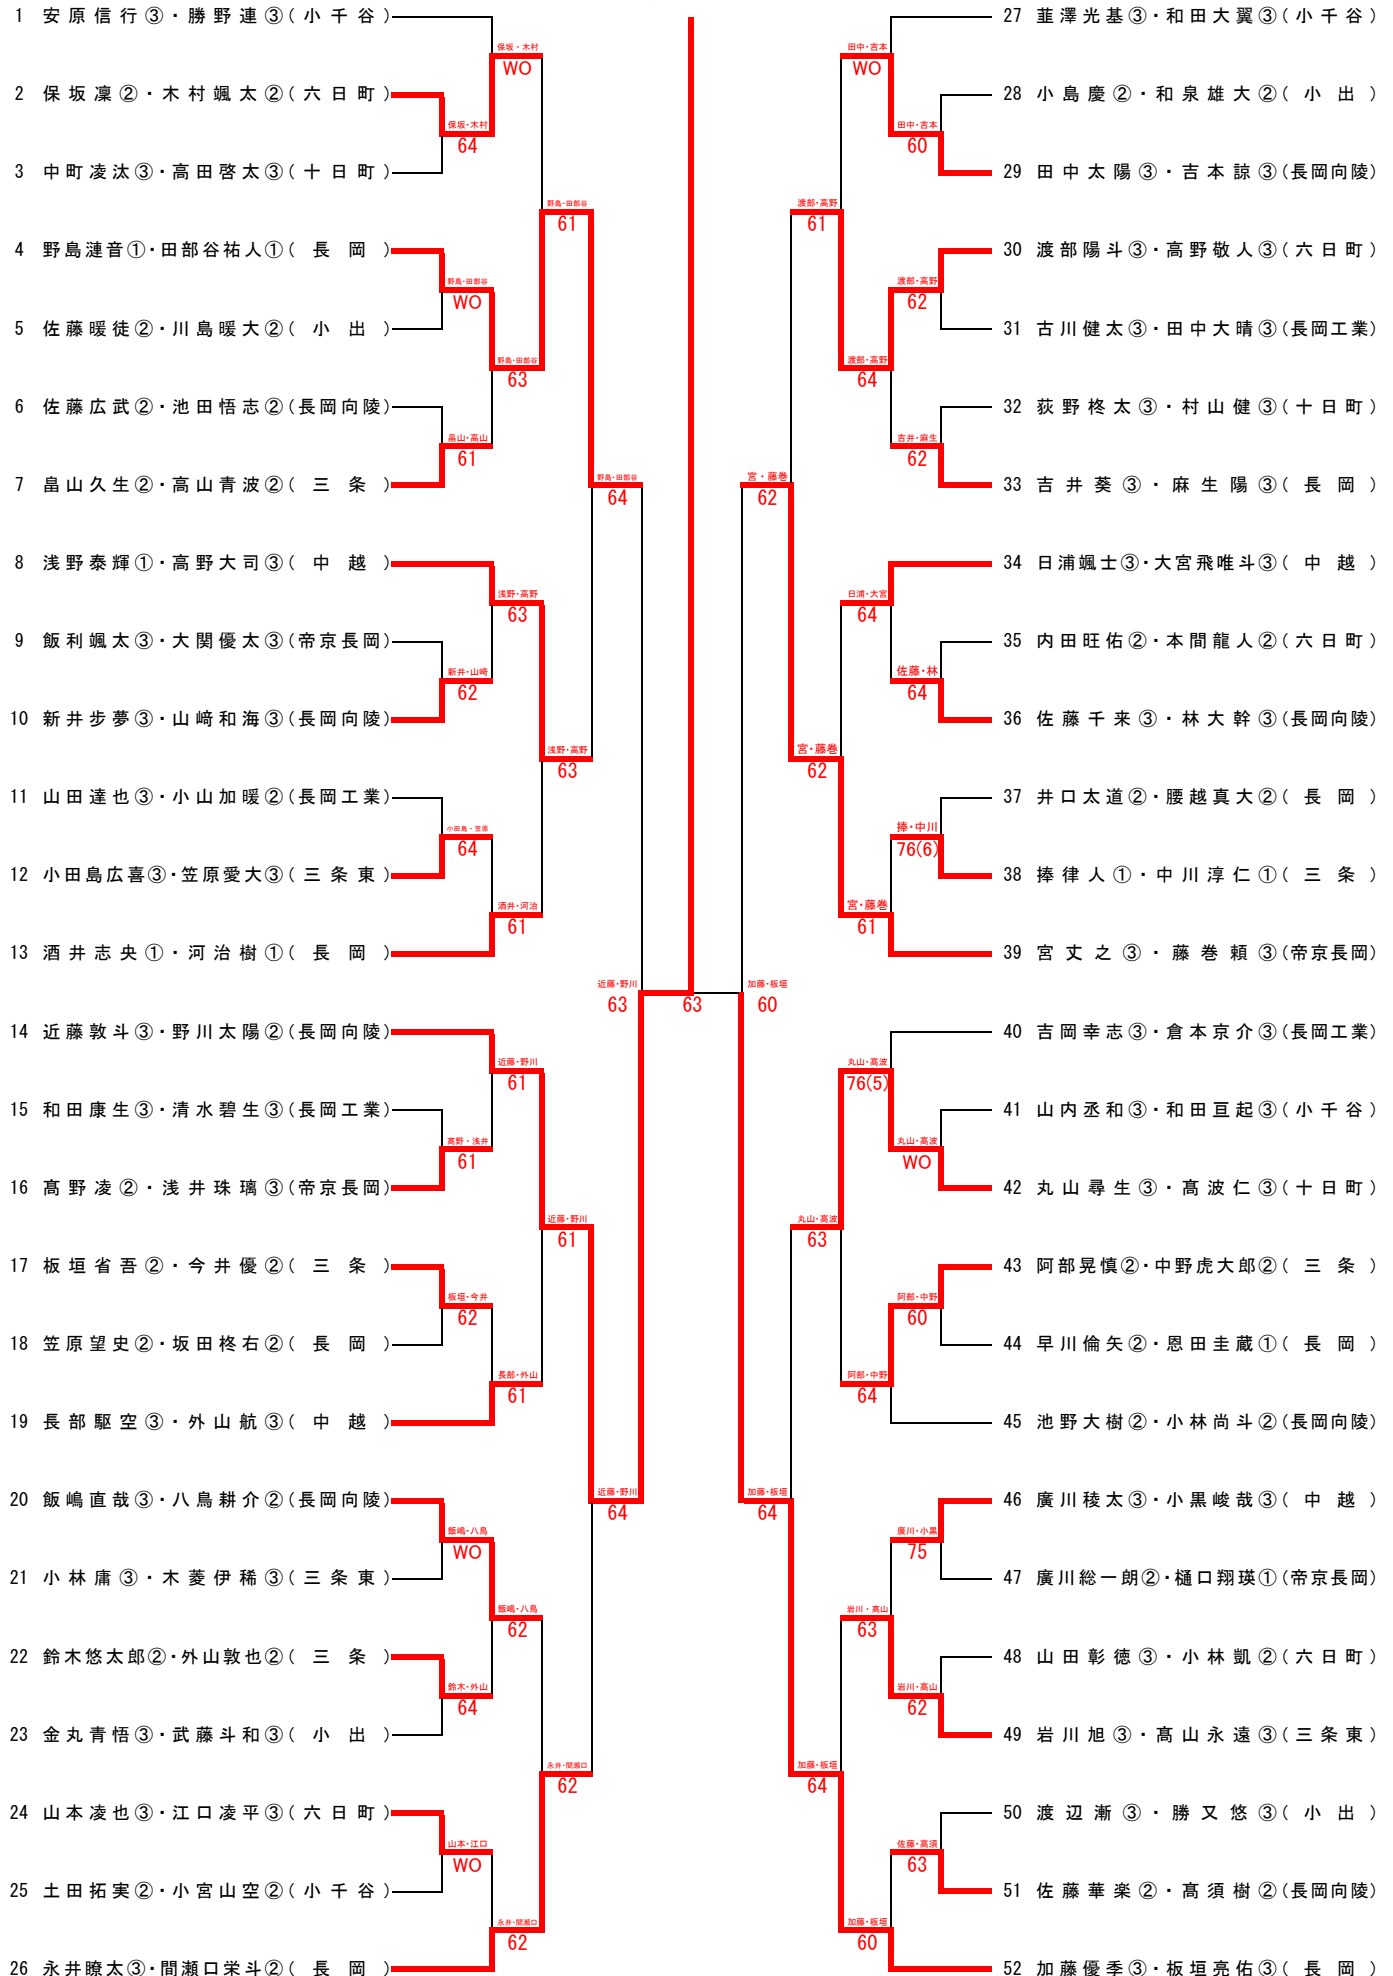 1 安原信行③・勝野連③(小千谷)
2 保坂凜②・木村颯太②(六日町)
3 中町凌汰③・高田啓太③(十日町)
4 野島漣音①・田部谷祐人①(長岡)
5 佐藤暖徒②・川島暖大②(小出)
6 佐藤広武②・池田悟志②(長岡向陵)
7 畠山久生②・高山青波②(三条)
8 浅野泰輝①・高野大司③(中越)
9 飯利颯太③・大関優太③(帝京長岡)
10 新井歩夢③・山﨑和海③(長岡向陵)
11 山田達也③・小山加暖②(長岡工業)
12 小田島広喜③・笠原愛大③(三条東)
13 酒井志央①・河治樹①(長岡)
14 近藤敦斗③・野川太陽②(長岡向陵)
15 和田康生③・清水碧生③(長岡工業)
16 髙野凌②・浅井珠璃③(帝京長岡)
17 板垣省吾②・今井優②(三条)
18 笠原望史②・坂田柊右②(長岡)
19 長部駆空③・外山航③(中越)
20 飯嶋直哉③・八鳥耕介②(長岡向陵)
21 小林庸③・木菱伊稀③(三条東)
22 鈴木悠太郎②・外山敦也②(三条)
23 金丸青悟③・武藤斗和③(小出)
24 山本凌也③・江口凌平③(六日町)
25 土田拓実②・小宮山空②(小千谷)
26 永井瞭太③・間瀬口栄斗②(長岡)
保坂・木村
WO
保坂・木村
64
野島・田部谷
61
野島・田部谷
WO
野島・田部谷
63
畠山・高山
61
野島・田部谷
64
浅野・高野
63
新井・山﨑
62
浅野・高野
63
小田島・笠原
64
酒井・河治
61
近藤・野川
63
63
近藤・野川
61
髙野・浅井
61
近藤・野川
61
板垣・今井
62
長部・外山
61
近藤・野川
64
飯嶋・八鳥
WO
飯嶋・八鳥
62
鈴木・外山
64
永井・間瀬口
62
山本・江口
WO
永井・間瀬口
62
田中・吉本
WO
田中・吉本
60
渡部・高野
61
渡部・高野
62
渡部・高野
64
吉井・麻生
62
宮・藤巻
62
日浦・大宮
64
佐藤・林
64
宮・藤巻
62
捧・中川
76(6)
宮・藤巻
61
加藤・板垣
60
丸山・髙波
76(5)
丸山・髙波
WO
丸山・髙波
63
阿部・中野
60
阿部・中野
64
加藤・板垣
64
廣川・小黒
75
岩川・髙山
63
岩川・髙山
62
加藤・板垣
64
佐藤・髙須
63
加藤・板垣
60
27 韮澤光基③・和田大翼③(小千谷)
28 小島慶②・和泉雄大②(小出)
29 田中太陽③・吉本諒③(長岡向陵)
30 渡部陽斗③・高野敬人③(六日町)
31 古川健太③・田中大晴③(長岡工業)
32 荻野柊太③・村山健③(十日町)
33 吉井葵③・麻生陽③(長岡)
34 日浦颯士③・大宮飛唯斗③(中越)
35 内田旺佑②・本間龍人②(六日町)
36 佐藤千来③・林大幹③(長岡向陵)
37 井口太道②・腰越真大②(長岡)
38 捧律人①・中川淳仁①(三条)
39 宮丈之③・藤巻頼③(帝京長岡)
40 吉岡幸志③・倉本京介③(長岡工業)
41 山内丞和③・和田亘起③(小千谷)
42 丸山尋生③・髙波仁③(十日町)
43 阿部晃慎②・中野虎大郎②(三条)
44 早川倫矢②・恩田圭蔵①(長岡)
45 池野大樹②・小林尚斗②(長岡向陵)
46 廣川稜太③・小黒峻哉③(中越)
47 廣川総一朗②・樋口翔瑛①(帝京長岡)
48 山田彰徳③・小林凱②(六日町)
49 岩川旭③・髙山永遠③(三条東)
50 渡辺漸③・勝又悠③(小出)
51 佐藤華楽②・髙須樹②(長岡向陵)
52 加藤優季③・板垣亮佑③(長岡)